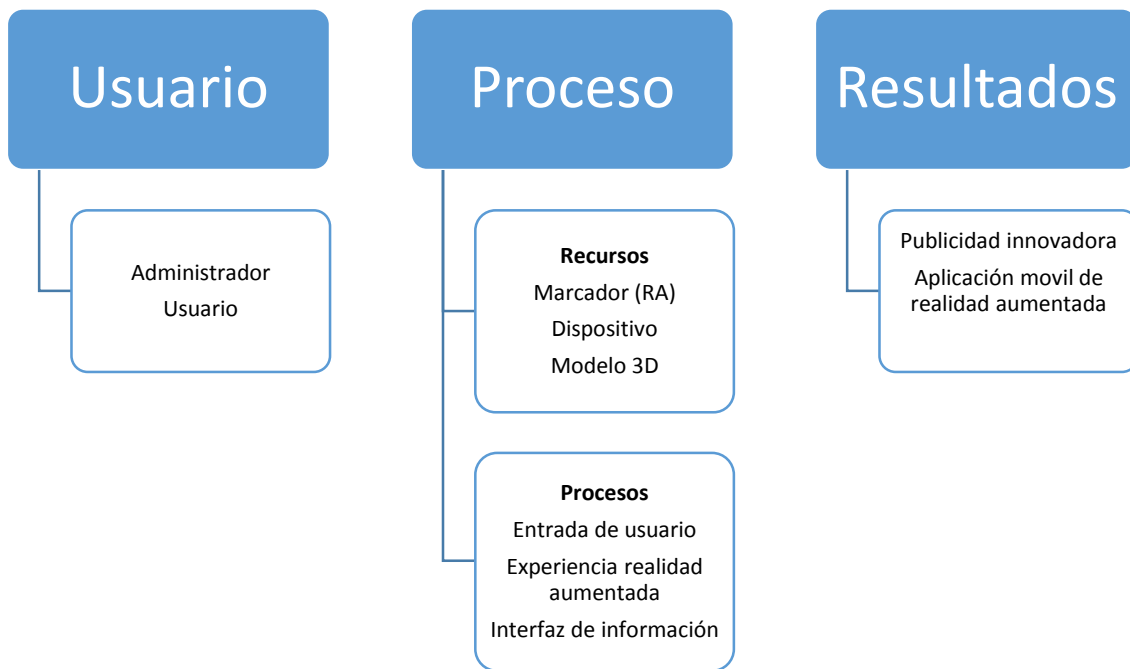 Usuario
Administrador
Usuario
Proceso
Recursos
Marcador (RA)
Dispositivo
Modelo 3D
Procesos
Entrada de usuario
Experiencia realidad
aumentada
Interfaz de información
Resultados
Publicidad innovadora
Aplicación movil de
realidad aumentada